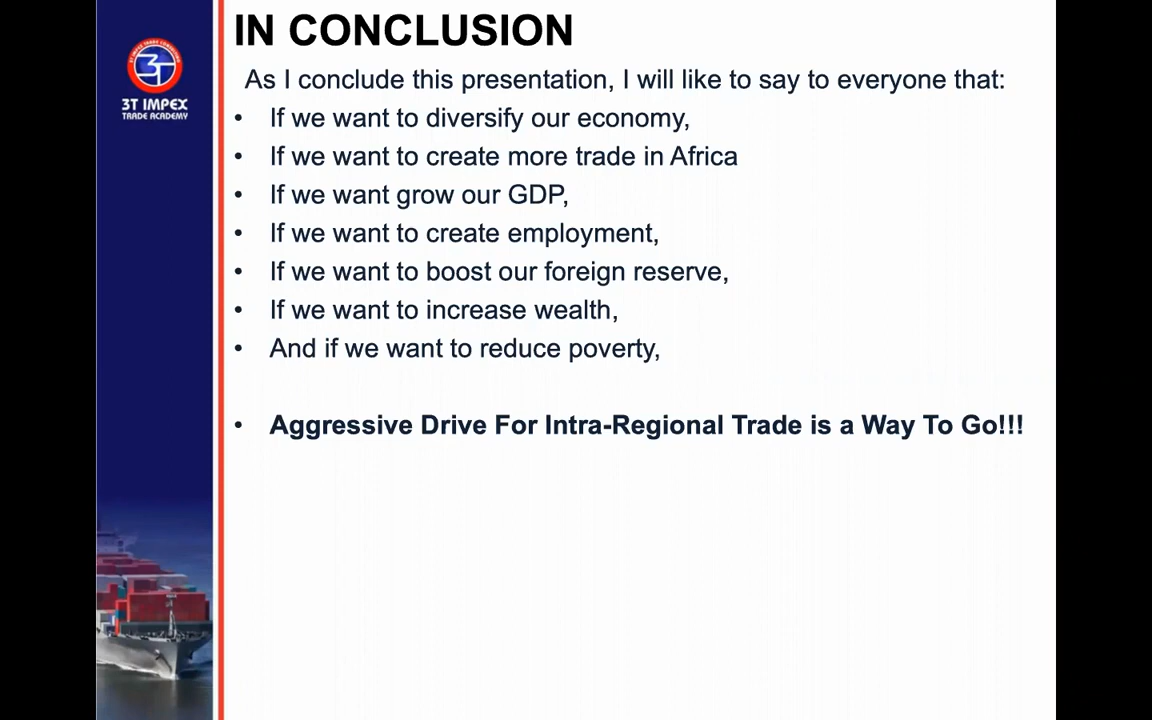 3T IMPEX
TRADE ACADEMY
IN CONCLUSION
As I conclude this presentation, I will like to say to everyone that:
• If we want to diversify our economy,
• If we want to create more trade in Africa
• If we want grow our GDP,
• If we want to create employment,
• If we want to boost our foreign reserve,
• If we want to increase wealth,
• And if we want to reduce poverty,
• Aggressive Drive For Intra-Regional Trade is a Way To Go!!!